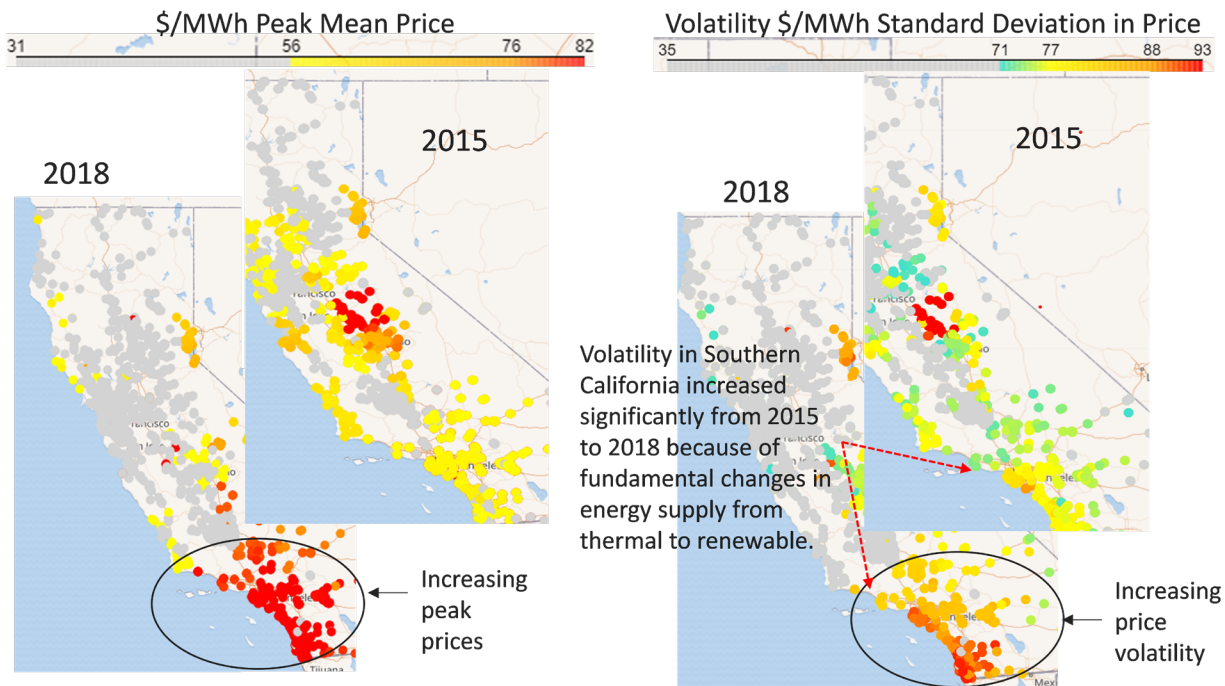 $/MWh Peak Mean Price
31 56 76 82
2015
2018
Increasing
peak
prices
Tijuana
Volatility $/MWh Standard Deviation in Price
35 71 77 88 93
2015
2018
Volatility in Southern
California increased
significantly from 2015
to 2018 because of
fundamental changes in
energy supply from
thermal to renewable.
Increasing
price
volatility